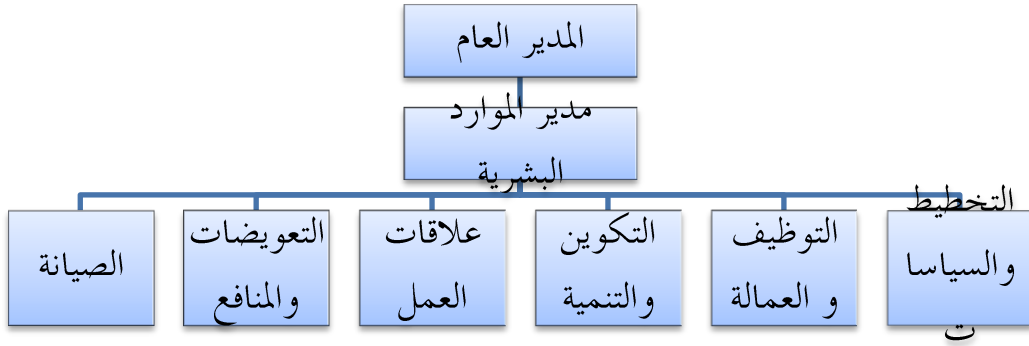 المدير العام
مدير الموارد
البشرية
التخطيط
والسياسا
ت
التوظيف
و العمالة
التكوين
والتنمية
علاقات
العمل
التعويضات
والمنافع
الصيانة